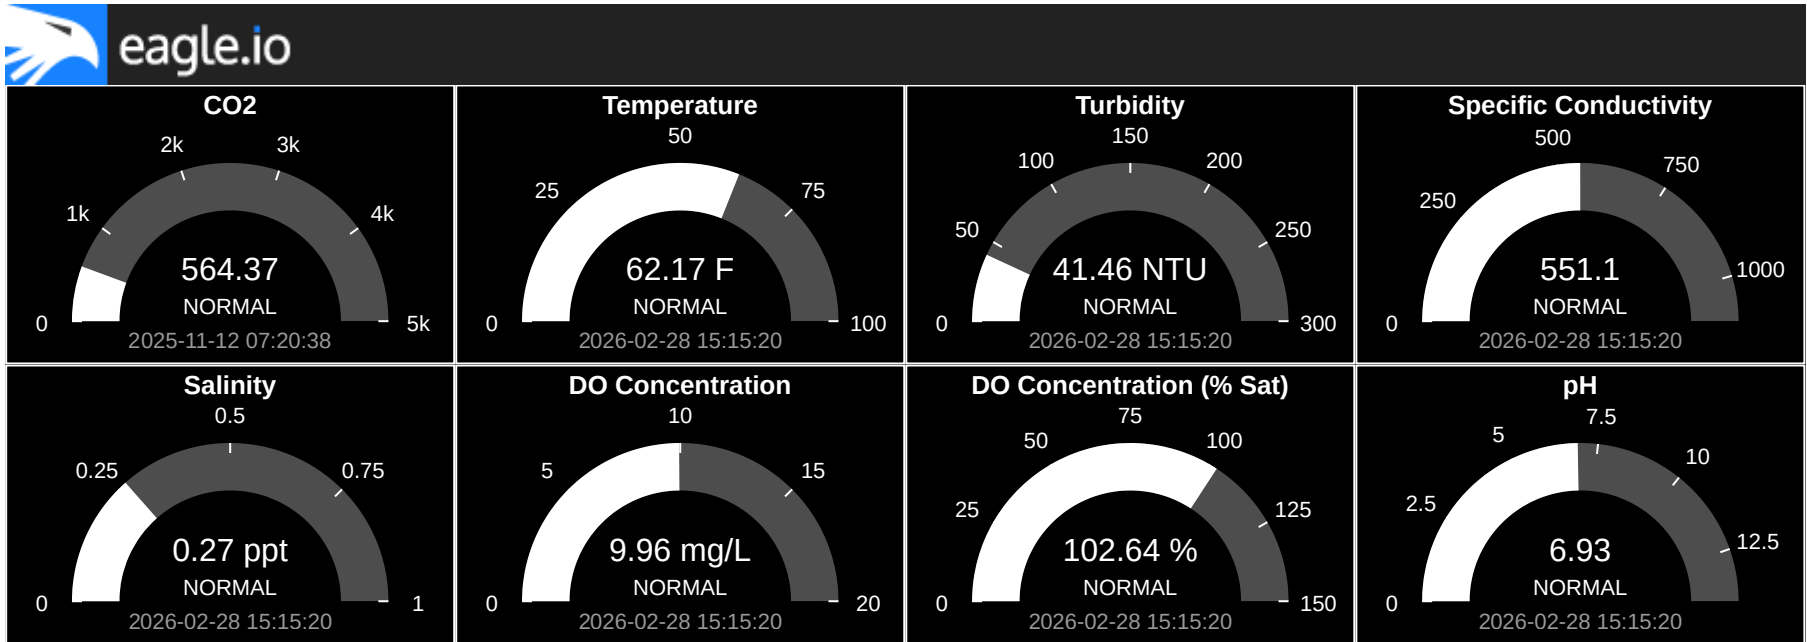 eagle.io
CO2
2k 3k
1k 4k
564.37
NORMAL
0 5k
2025-11-12 07:20:38
Temperature
50
25 75
62.17 F
NORMAL
0 100
2026-02-28 15:15:20
Turbidity
150
100 200
50 250
41.46 NTU
NORMAL
0 300
2026-02-28 15:15:20
Specific Conductivity
500
750
250
1000
551.1
NORMAL
0
2026-02-28 15:15:20
Salinity
0.5
0.25 0.75
0.27 ppt
NORMAL
0 1
2026-02-28 15:15:20
DO Concentration
10
5 15
9.96 mg/L
NORMAL
0 20
2026-02-28 15:15:20
DO Concentration (% Sat)
75
50 100
25 125
102.64 %
NORMAL
0 150
2026-02-28 15:15:20
pH
7.5
5 10
2.5
12.5
6.93
NORMAL
0
2026-02-28 15:15:20